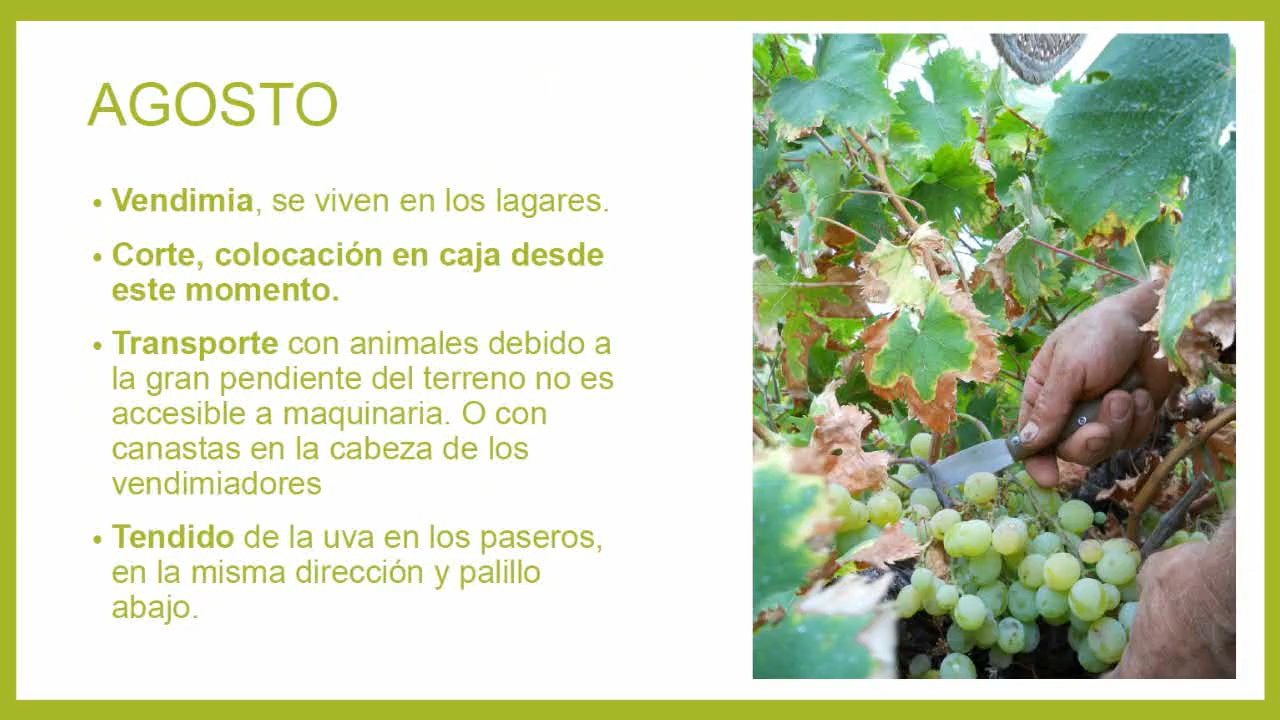 AGOSTO
• Vendimia, se viven en los lagares.
• Corte, colocación en caja desde
este momento.
• Transporte con animales debido a
la gran pendiente del terreno no es
accesible a maquinaria. O con
canastas en la cabeza de los
vendimiadores
• Tendido de la uva en los paseros,
en la misma dirección y palillo
abajo.